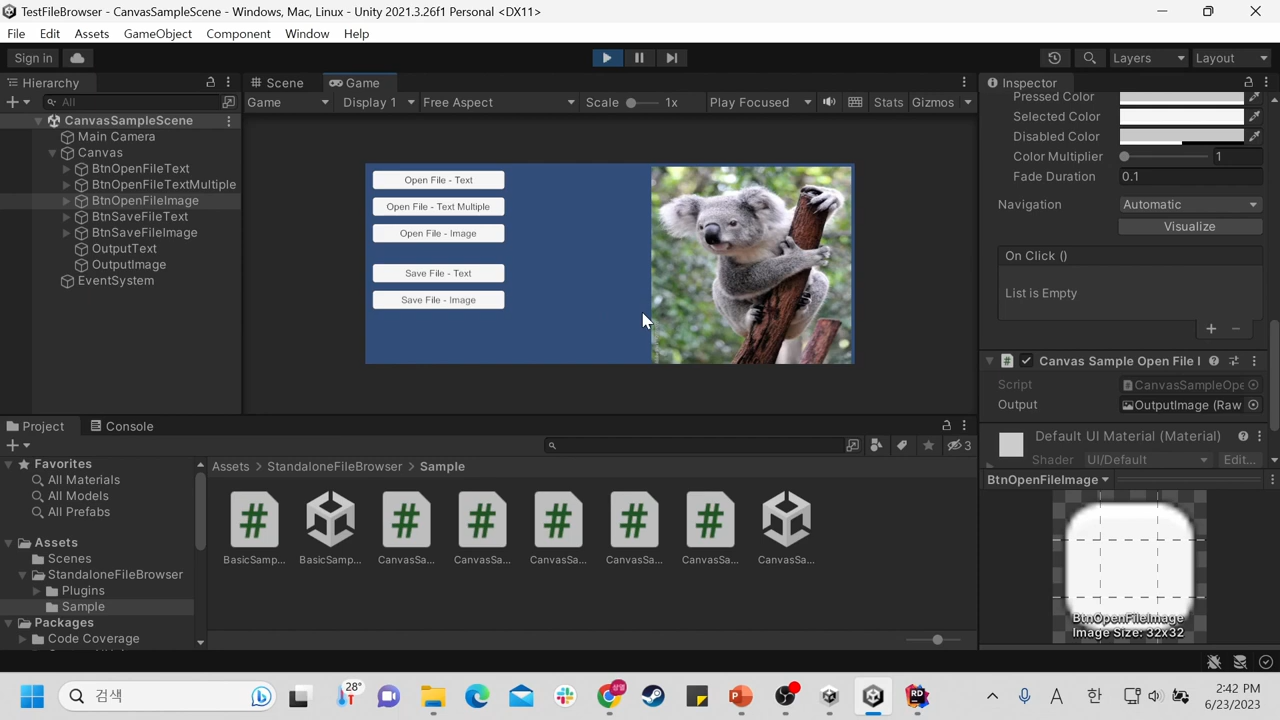 TestFileBrowser - CanvasSampleScene - Windows, Mac, Linux - Unity 2021.3.26f1 Personal <DX11>
File Edit Assets GameObject Component Window Help
Sign in Layers Layout
Hierarchy Scene Game Inspector
All Game Display 1 Free Aspect Scale 1x Play Focused Stats Gizmos
CanvasSampleScene
Main Camera
Canvas
BtnOpenFileText
BtnOpenFileTextMultiple
BtnOpenFileImage
BtnSaveFileText
BtnSaveFileImage
OutputText
OutputImage
EventSystem
Open File - Text
Open File - Text Multiple
Open File - Image
Save File - Text
Save File - Image
Pressed Color
Selected Color
Disabled Color
Color Multiplier 1
Fade Duration 0.1
Navigation Automatic
Visualize
On Click ()
List is Empty
Canvas Sample Open File I
Script CanvasSampleOpe
Output OutputImage (Raw
Default UI Material (Material)
Shader UI/Default Edit...
BtnOpenFileImage
BtnOpenFileImage
Image Size: 32x32
Project Console
3
Favorites
All Materials
All Models
All Prefabs
Assets
Scenes
StandaloneFileBrowser
Plugins
Sample
Packages
Code Coverage
Assets > StandaloneFileBrowser > Sample
BasicSamp... BasicSamp... CanvasSa... CanvasSa... CanvasSa... CanvasSa... CanvasSa... CanvasSa...
검색
28°
A 한
2:42 PM
6/23/2023